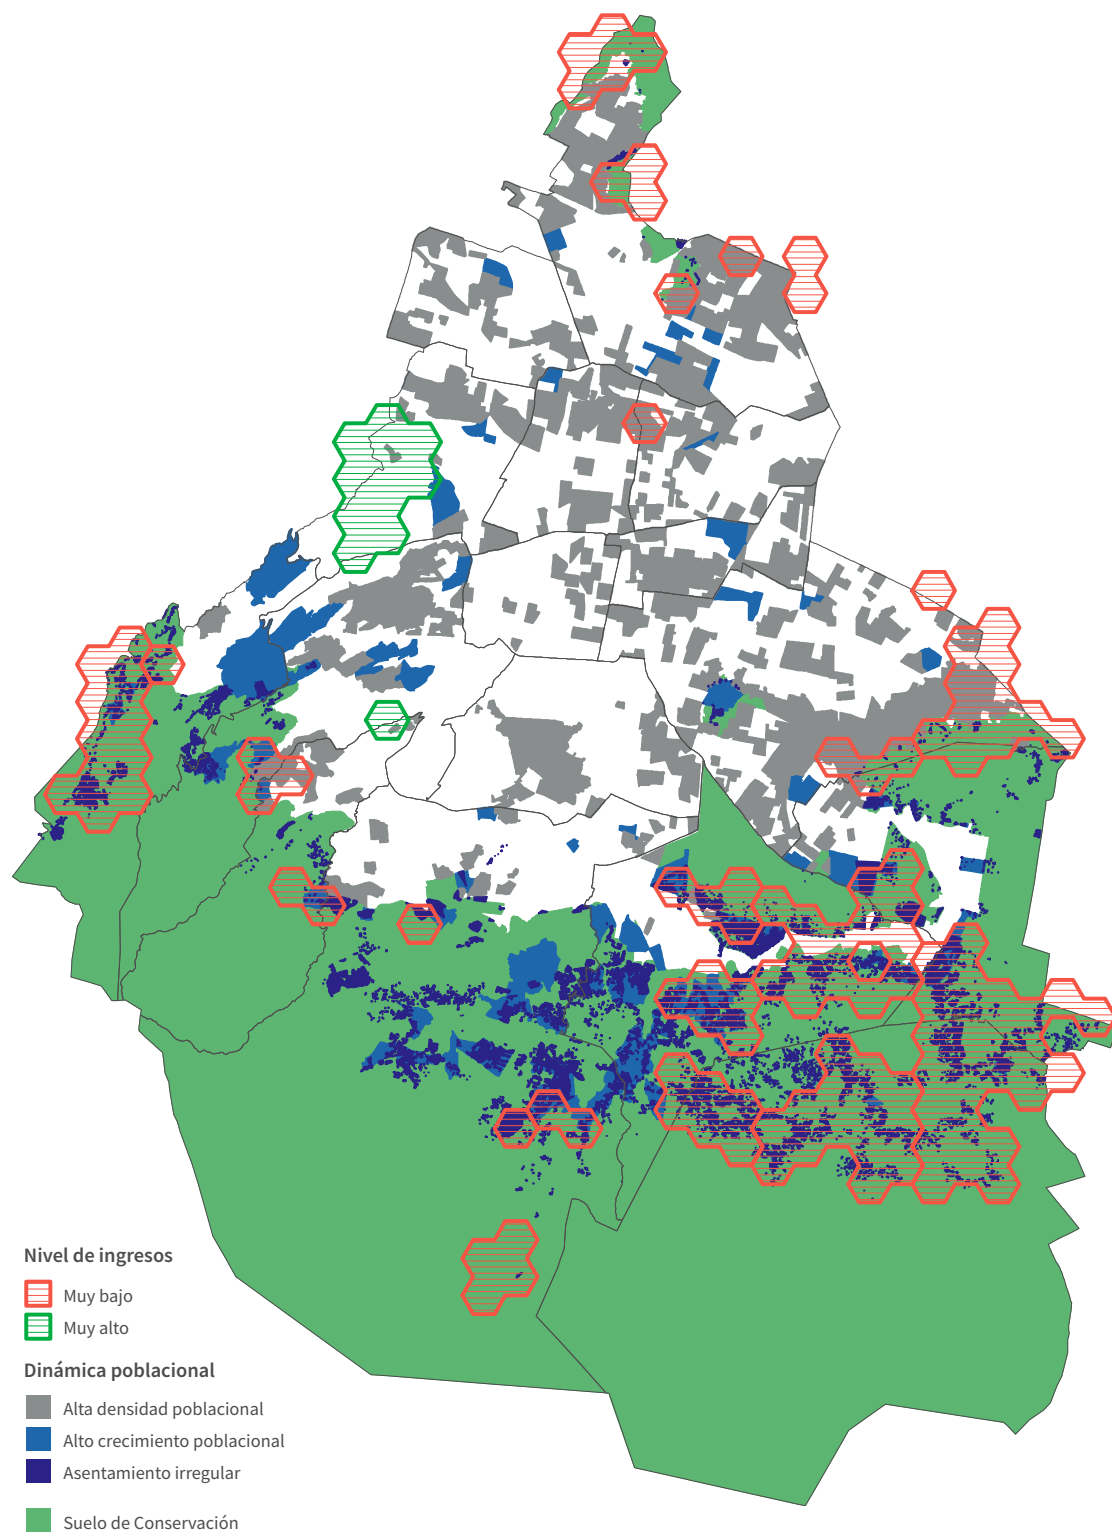 Nivel de ingresos
Muy bajo
Muy alto
Dinámica poblacional
Alta densidad poblacional
Alto crecimiento poblacional
Asentamiento irregular
Suelo de Conservación